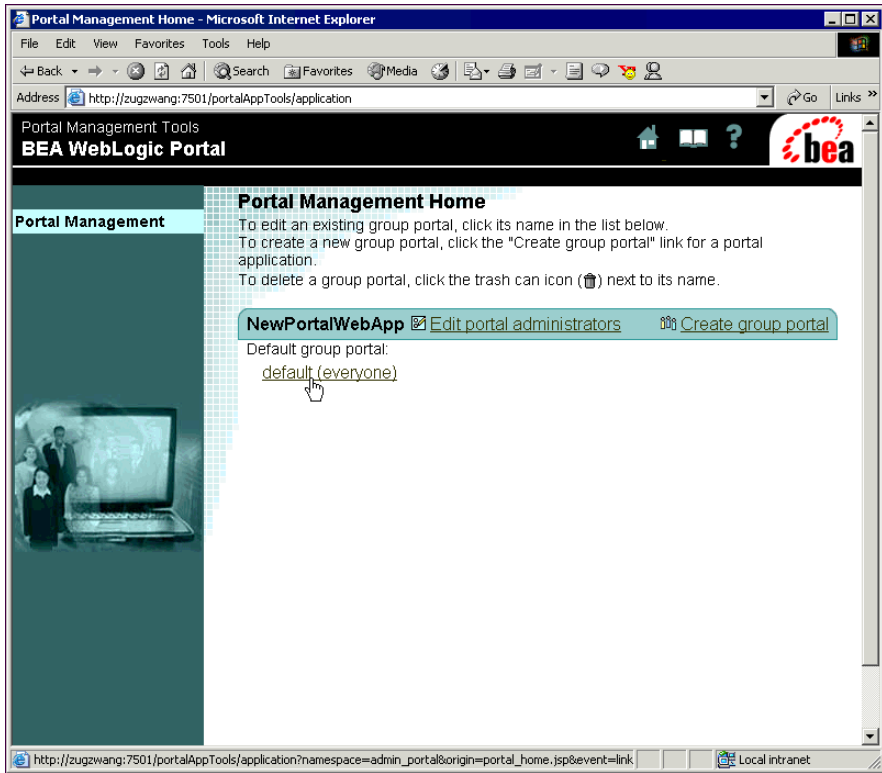 Portal Management Home - Microsoft Internet Explorer
File Edit View Favorites Tools Help
Back Search Favorites Media
Address http://zugzwang:7501/portalAppTools/application Go Links »
Portal Management Tools
BEA WebLogic Portal
? bea
Portal Management
Portal Management Home
To edit an existing group portal, click its name in the list below.
To create a new group portal, click the "Create group portal" link for a portal
application.
To delete a group portal, click the trash can icon ( ) next to its name.
NewPortalWebApp Edit portal administrators Create group portal
Default group portal:
default (everyone)
http://zugzwang:7501/portalAppTools/application?namespace=admin_portal&origin=portal_home.jsp&event=link Local intranet